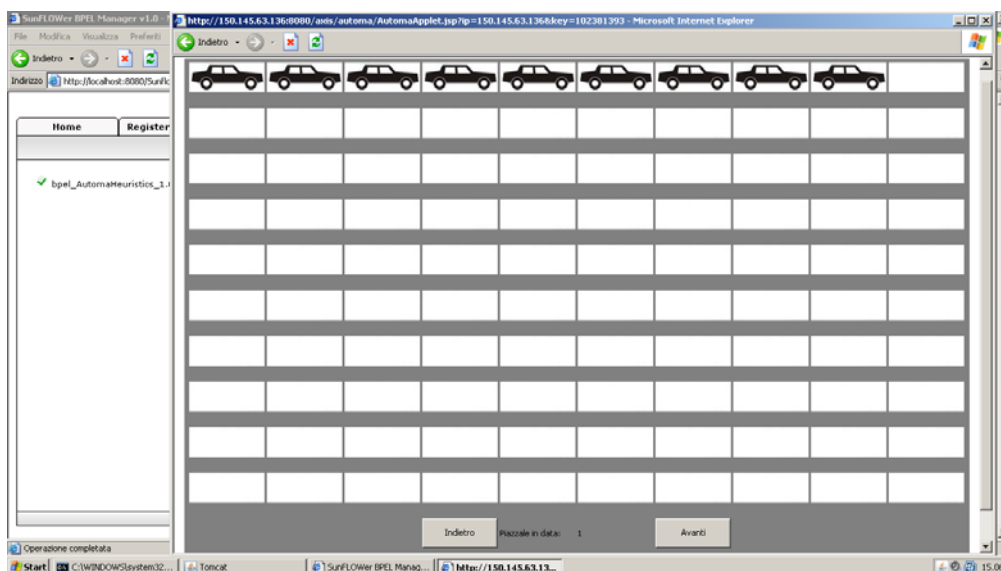 SunFLOWer BPEL Manager v1.0 -
http://150.145.63.136:8080/axis/automa/AutomaApplet.jsp?ip=150.145.63.136&key=102381393 - Microsoft Internet Explorer
File Modifica Visualizza Preferiti
Indietro
Indietro
Indirizzo http://localhost:8080/Sunflo
Home Register
bpel_AutomaHeuristics_1.
Indietro Piazzale in data: 1 Avanti
Operazione completata
Start C:\WINDOWS\system32... Tomcat SunFLOWer BPEL Manag... http://150.145.63.13... 15.0